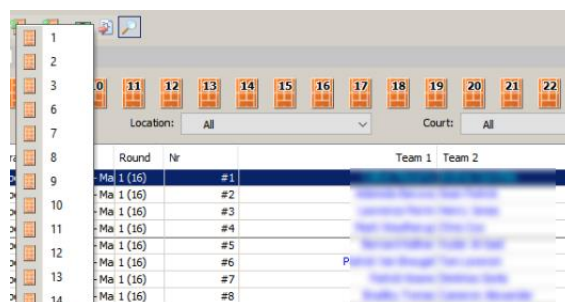 1
2
3
6
7
8
9
10
11
12
13
14
.0 11 12 13 14 15 16 17 18 19 20 21 22
Location: All Court: All
Round Nr Team 1 Team 2
- Ma 1 (16) #1
- Ma 1 (16) #2
- Ma 1 (16) #3
- Ma 1 (16) #4
- Ma 1 (16) #5
- Ma 1 (16) #6
- Ma 1 (16) #7
- Ma 1 (16) #8